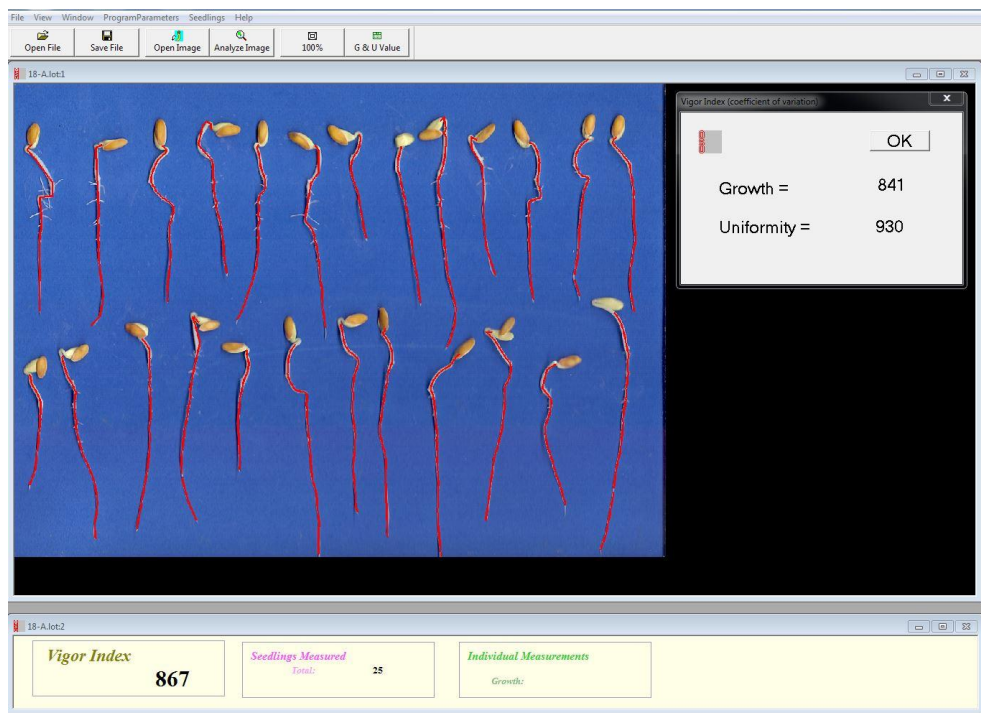 File View Window ProgramParameters Seedlings Help
Open File Save File Open Image Analyze Image 100% G & U Value
18-A.lot:1
Vigor Index (coefficient of variation)
OK
Growth = 841
Uniformity = 930
18-A.lot:2
Vigor Index
867
Seedlings Measured
Total: 25
Individual Measurements
Growth: